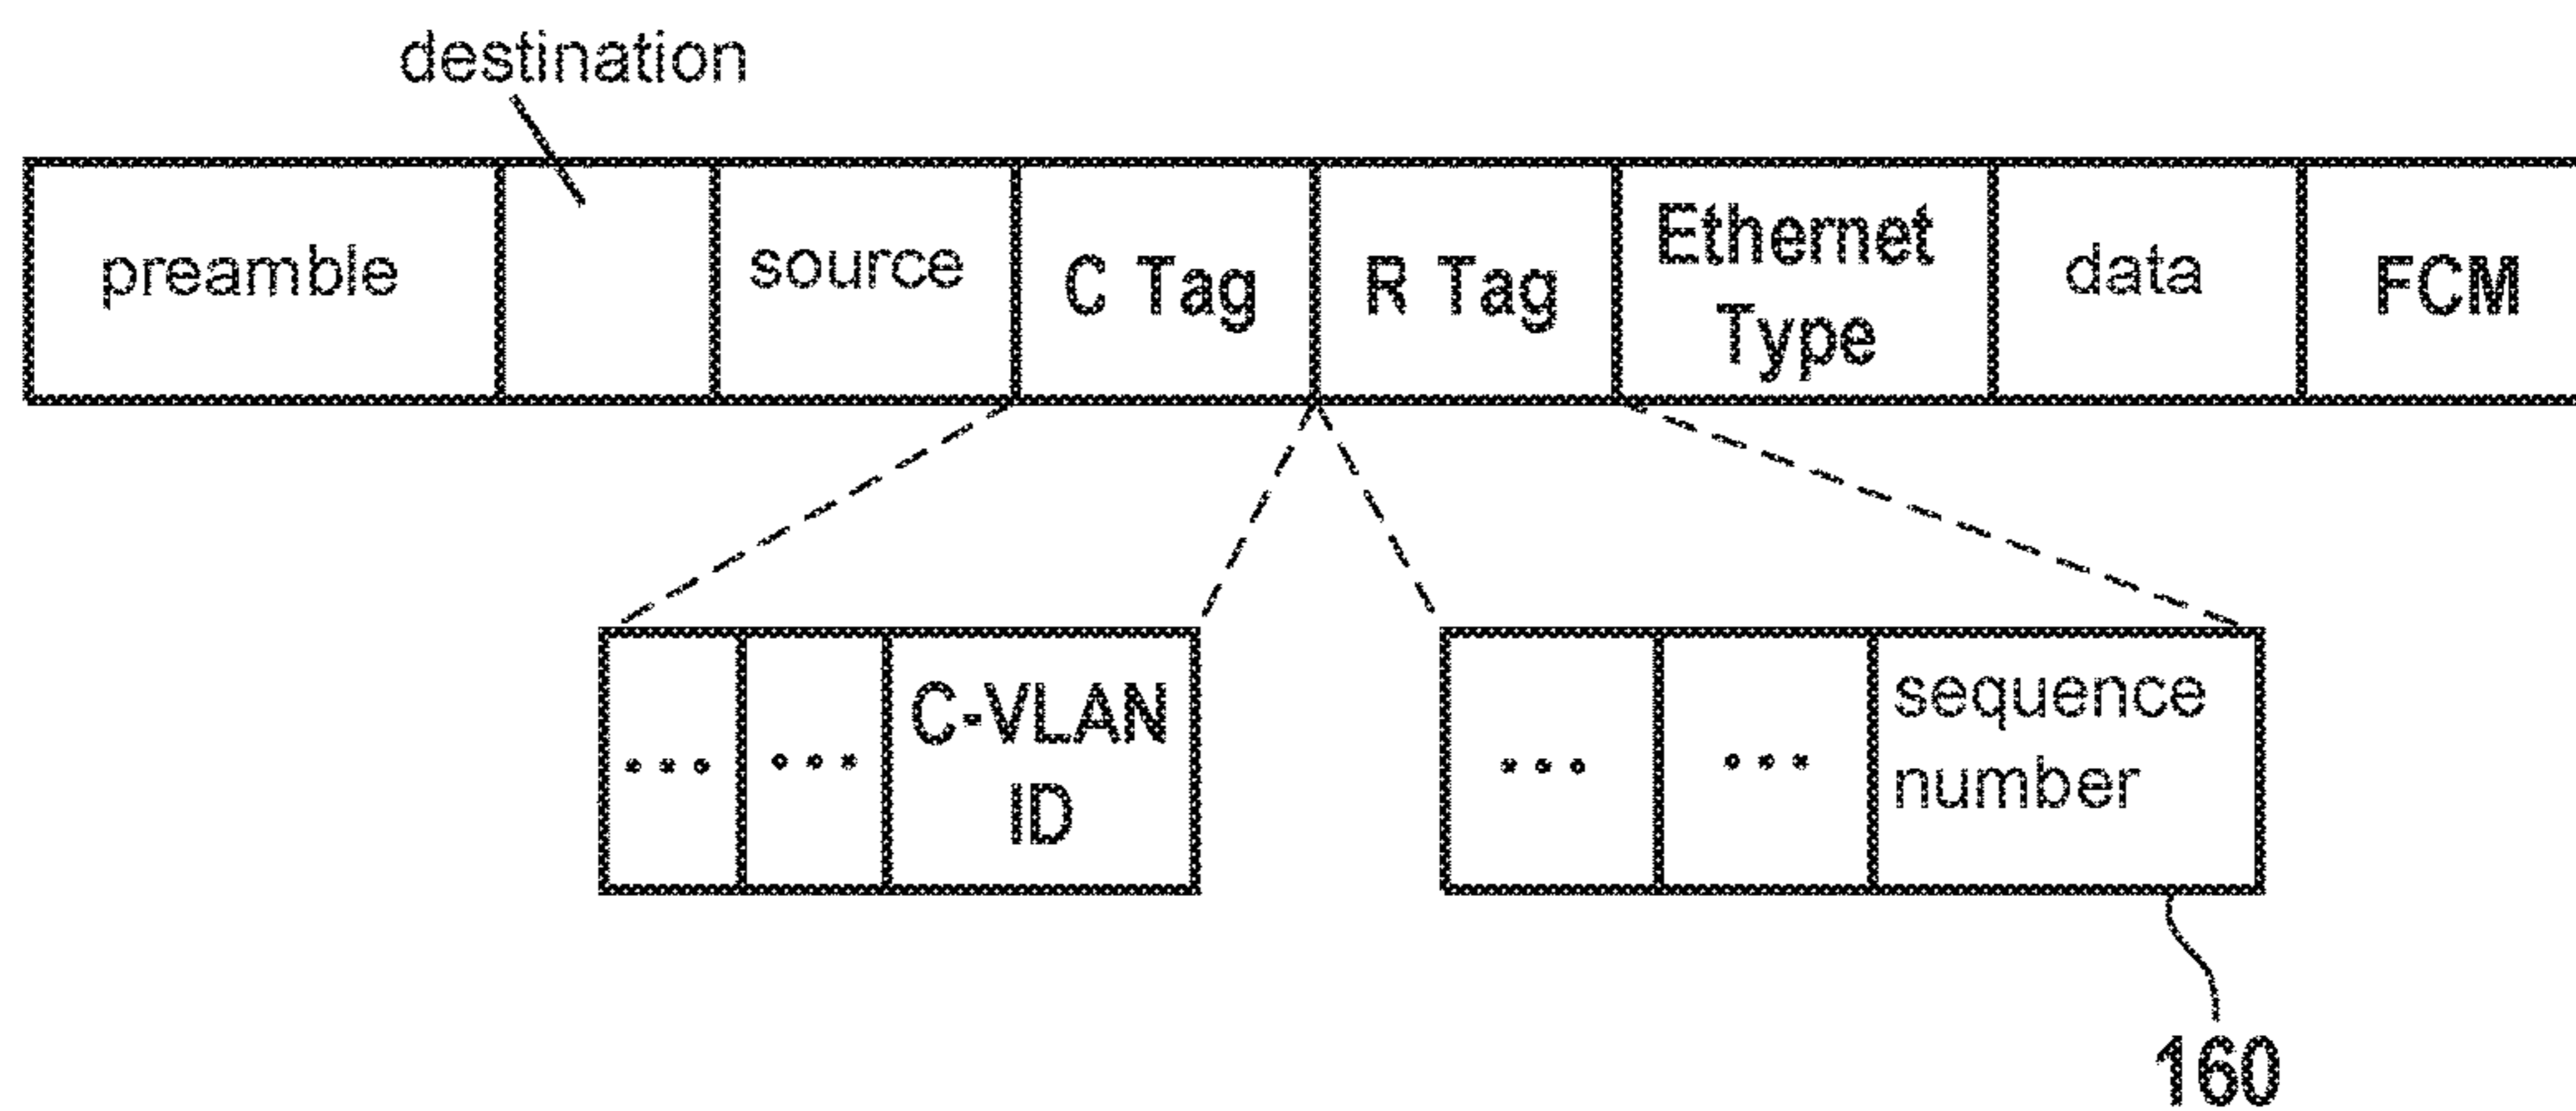 destination
preamble
source
C Tag
R Tag
Ethernet
Type
data
FCM
... ... C-VLAN
ID
... ... sequence
number
160